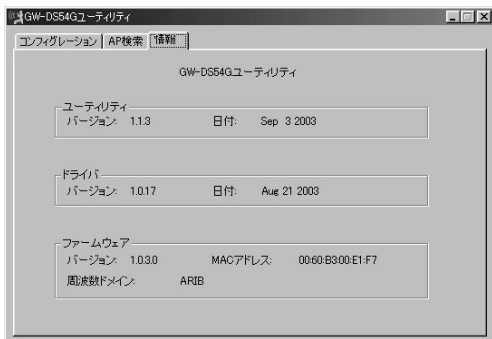 GW-DS54Gユーティリティ
コンフィグレーション AP検索 情報
GW-DS54Gユーティリティ
ユーティリティ
バージョン: 1.1.3 日付: Sep 3 2003
ドライバ
バージョン: 1.0.17 日付: Aug 21 2003
ファームウェア
バージョン: 1.0.3.0 MACアドレス: 00:60:B3:00:E1:F7
周波数ドメイン: ARIB